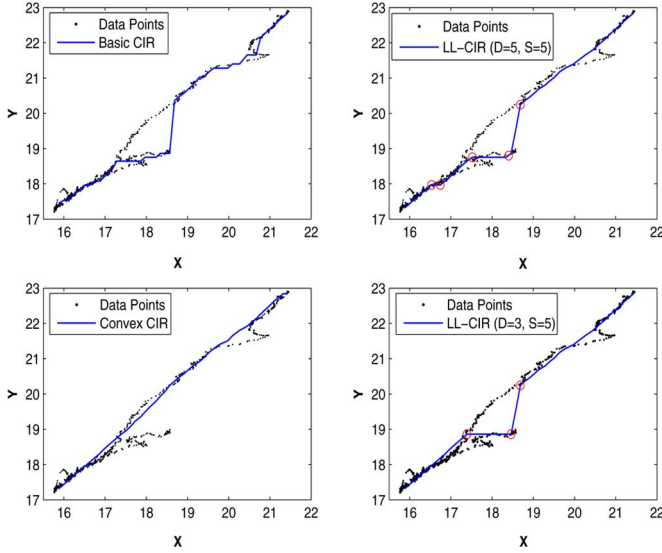 23
22
21
20
19
18
17
Y
Data Points
Basic CIR
16 17 18 19 20 21 22
X
23
22
21
20
19
18
17
Y
Data Points
LL−CIR (D=5, S=5)
16 17 18 19 20 21 22
X
23
22
21
20
19
18
17
Y
Data Points
Convex CIR
16 17 18 19 20 21 22
X
23
22
21
20
19
18
17
Y
Data Points
LL−CIR (D=3, S=5)
16 17 18 19 20 21 22
X